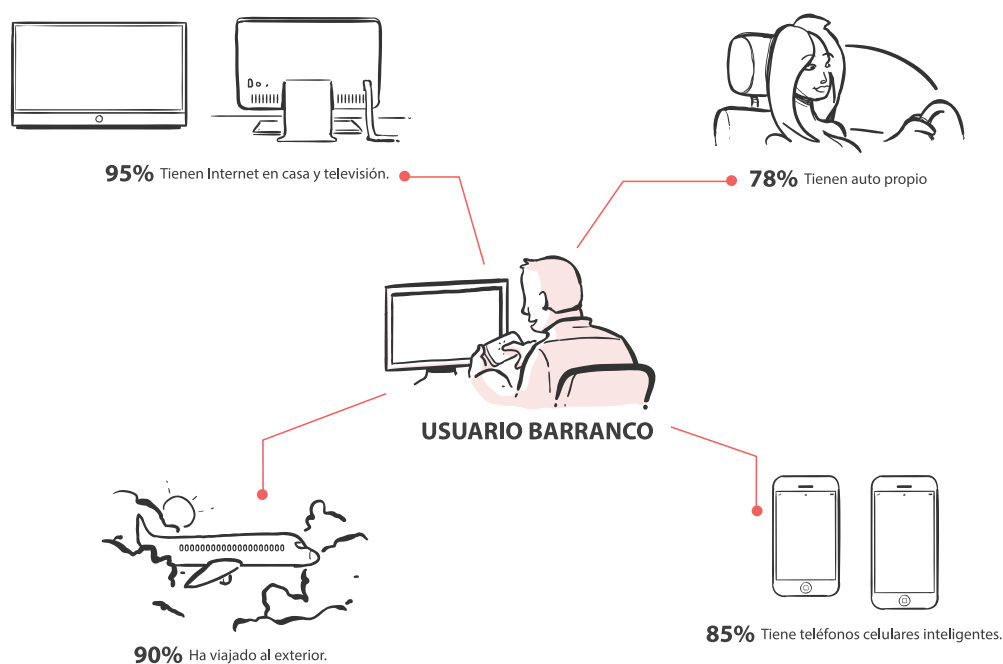 95% Tienen Internet en casa y televisión.
78% Tienen auto propio
USUARIO BARRANCO
90% Ha viajado al exterior.
85% Tiene teléfonos celulares inteligentes.